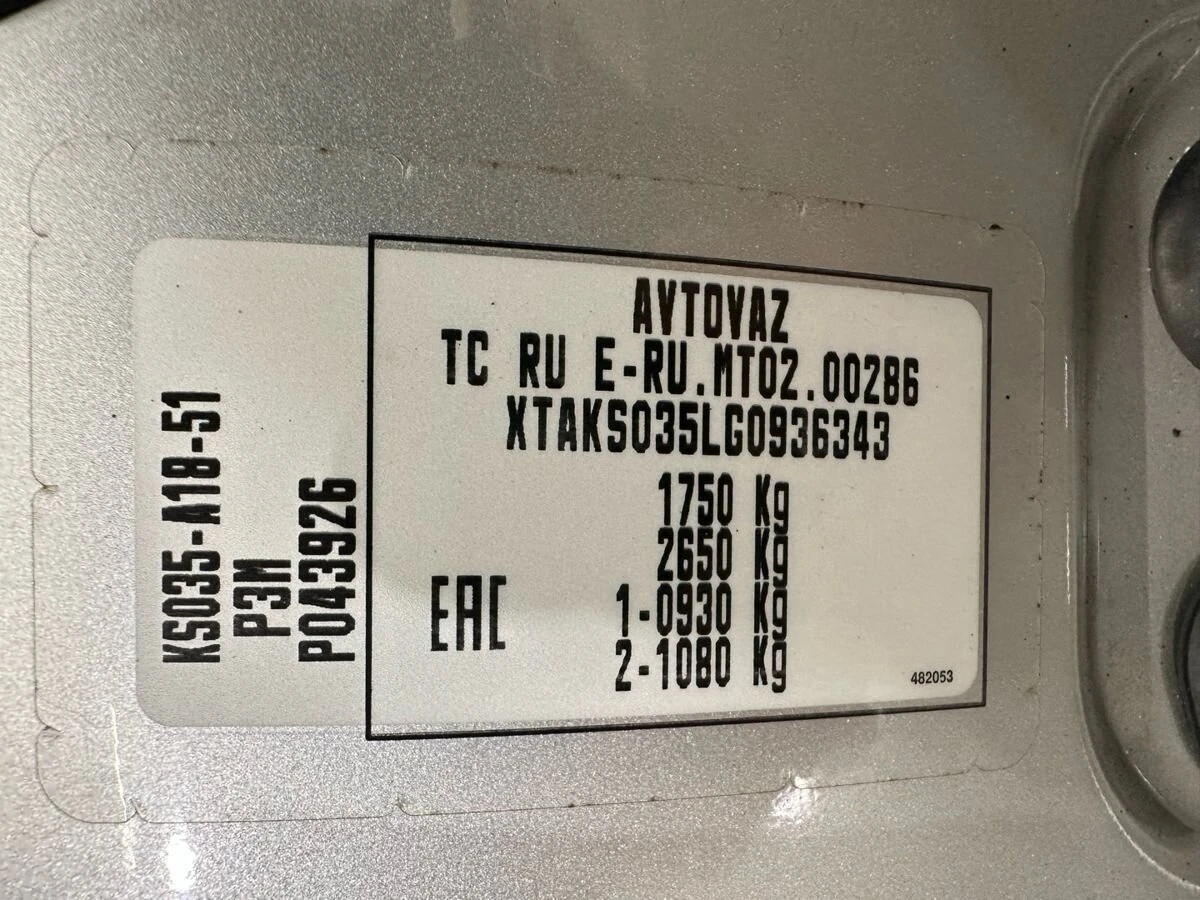 AVTOVAZ
TC RU E-RU.MT02.00286
XTAKS035LG0936343
1750 Kg
2650 Kg
1-0930 Kg
2-1080 Kg
EAC
482053
KS035-A18-51
P3M
P043926